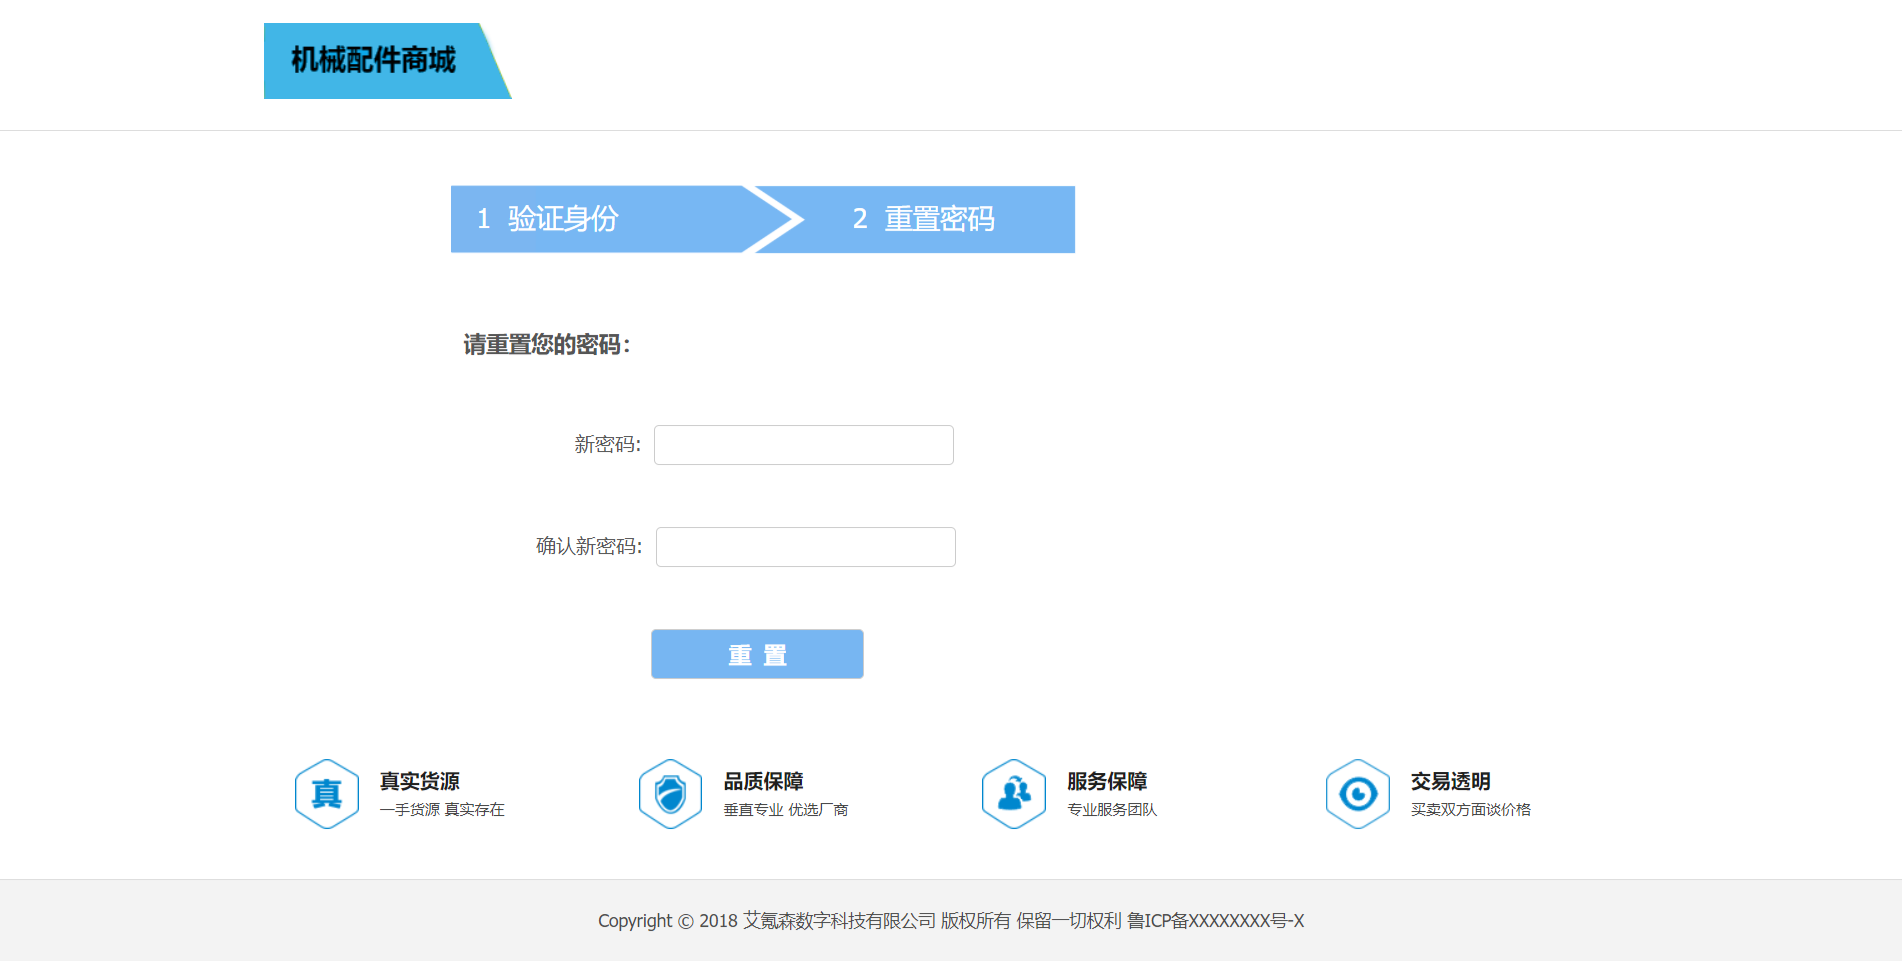 机械配件商城
1 验证身份
2 重置密码
请重置您的密码：
新密码:
确认新密码:
重 置
真
真实货源
一手货源 真实存在
品质保障
垂直专业 优选厂商
服务保障
专业服务团队
交易透明
买卖双方面谈价格
Copyright © 2018 艾氪森数字科技有限公司 版权所有 保留一切权利 鲁ICP备XXXXXXXX号-X